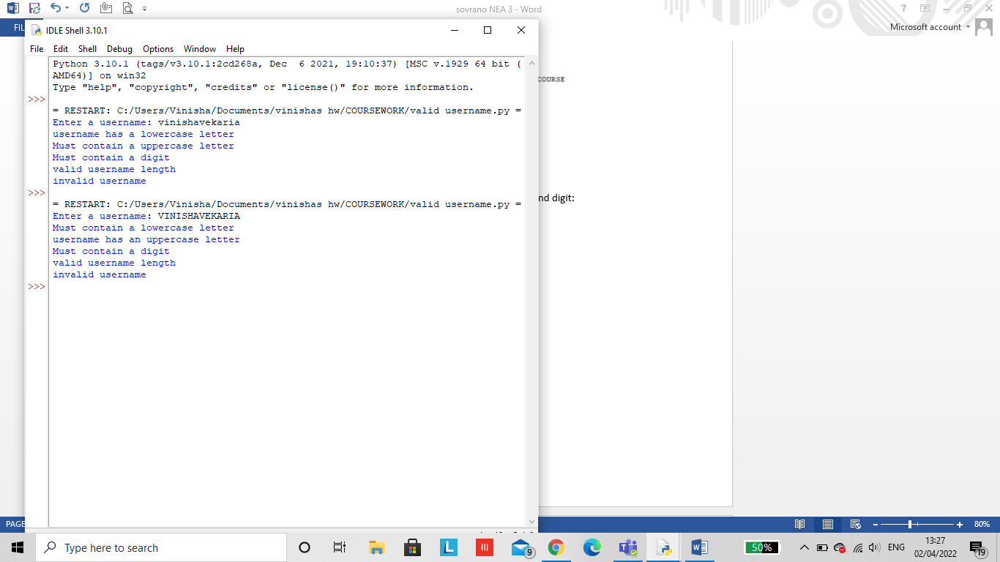 sovrano NEA 3 - Word
FIL
Microsoft account
IDLE Shell 3.10.1
File Edit Shell Debug Options Window Help
Python 3.10.1 (tags/v3.10.1:2cd268a, Dec  6 2021, 19:10:37) [MSC v.1929 64 bit (
AMD64)] on win32
Type "help", "copyright", "credits" or "license()" for more information.
COURSE
>>>
= RESTART: C:/Users/Vinisha/Documents/vinishas hw/COURSEWORK/valid username.py =
Enter a username: vinishavekaria
username has a lowercase letter
Must contain a uppercase letter
Must contain a digit
valid username length
invalid username
>>>
nd digit:
= RESTART: C:/Users/Vinisha/Documents/vinishas hw/COURSEWORK/valid username.py =
Enter a username: VINISHAVEKARIA
Must contain a lowercase letter
username has an uppercase letter
Must contain a digit
valid username length
invalid username
>>>
PAGE
80%
Type here to search
9
50%
ENG
13:27
02/04/2022
19